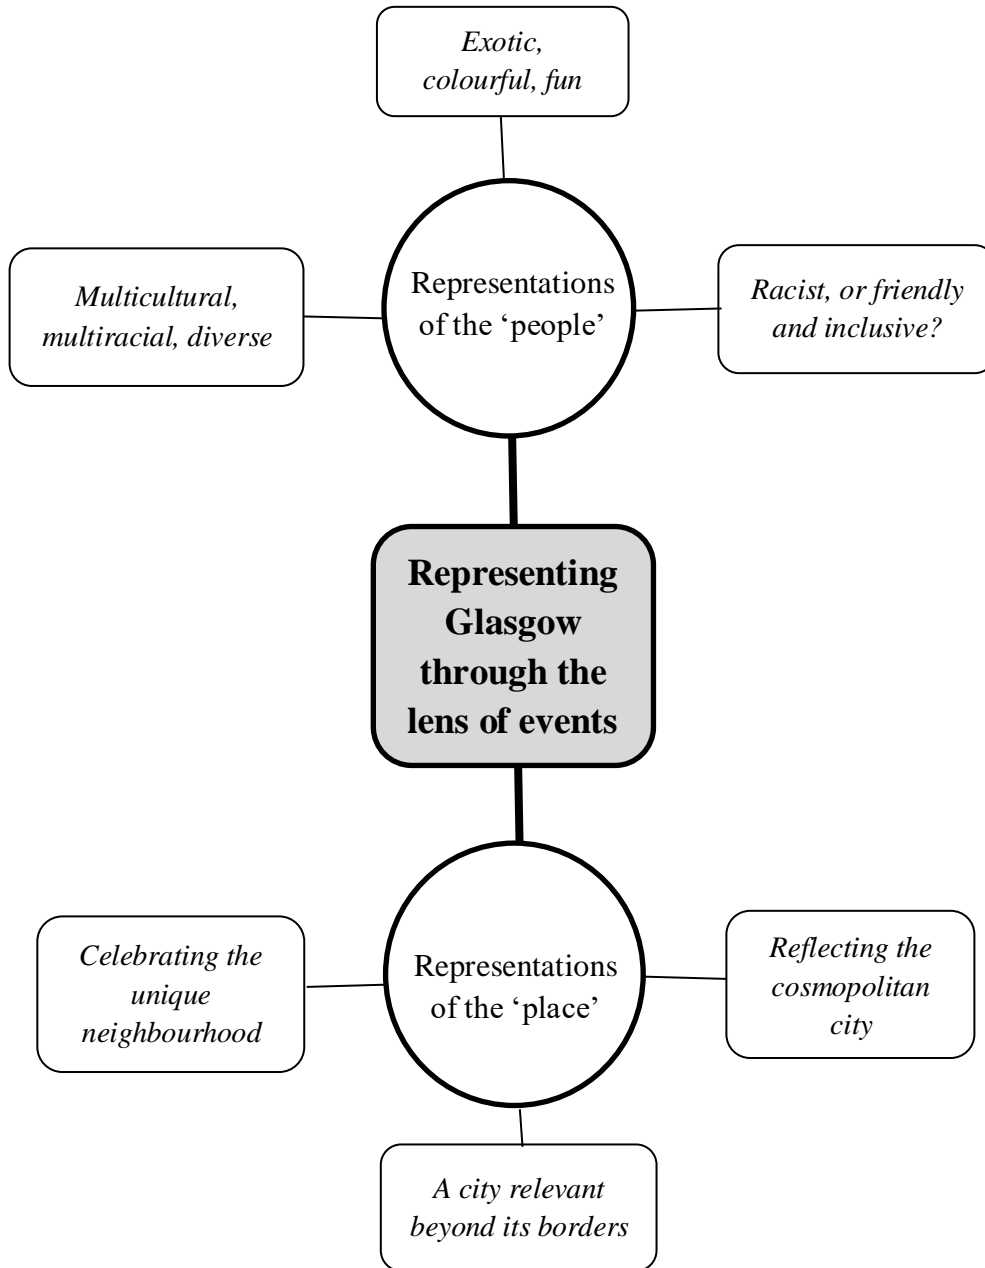 Exotic,
colourful, fun
Multicultural,
multiracial, diverse
Representations
of the ‘people’
Racist, or friendly
and inclusive?
Representing
Glasgow
through the
lens of events
Celebrating the
unique
neighbourhood
Representations
of the ‘place’
Reflecting the
cosmopolitan
city
A city relevant
beyond its borders